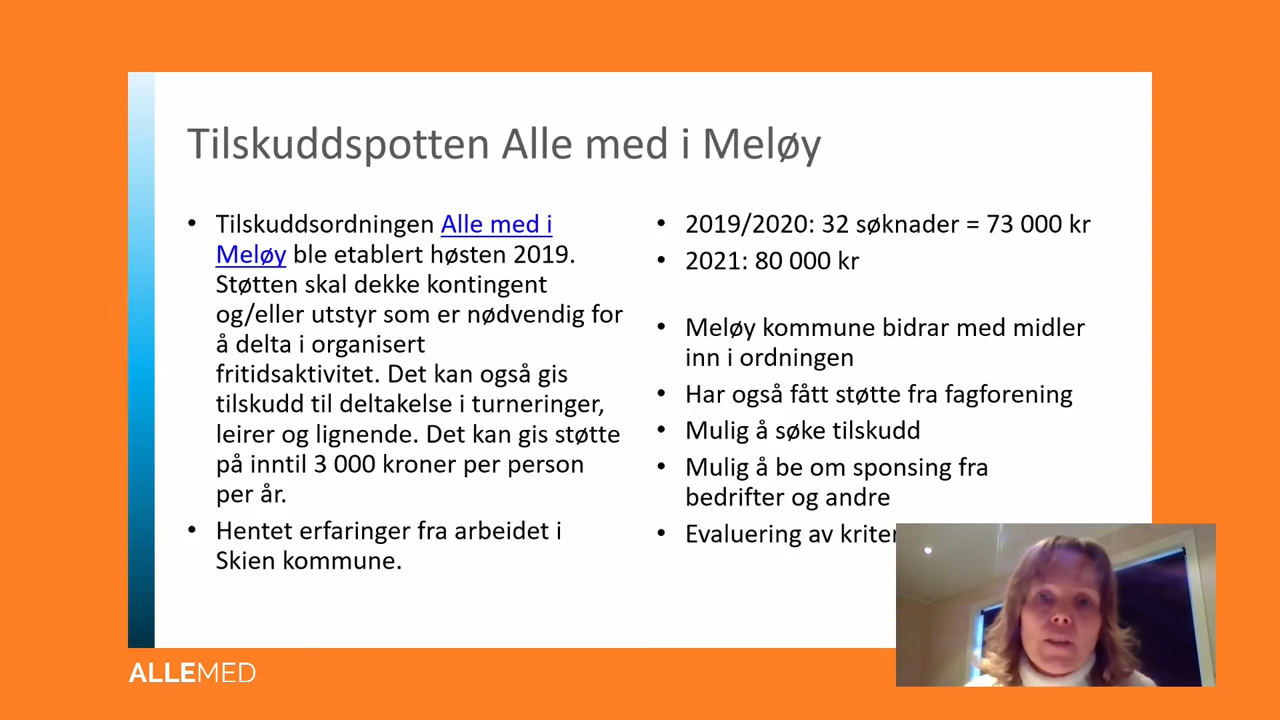 Tilskuddspotten Alle med i Meløy
• Tilskuddsordningen Alle med i
Meløy ble etablert høsten 2019.
Støtten skal dekke kontingent
og/eller utstyr som er nødvendig for
å delta i organisert
fritidsaktivitet. Det kan også gis
tilskudd til deltakelse i turneringer,
leirer og lignende. Det kan gis støtte
på inntil 3 000 kroner per person
per år.
• Hentet erfaringer fra arbeidet i
Skien kommune.
• 2019/2020: 32 søknader = 73 000 kr
• 2021: 80 000 kr
• Meløy kommune bidrar med midler
inn i ordningen
• Har også fått støtte fra fagforening
• Mulig å søke tilskudd
• Mulig å be om sponsing fra
bedrifter og andre
• Evaluering av
ALLEMED